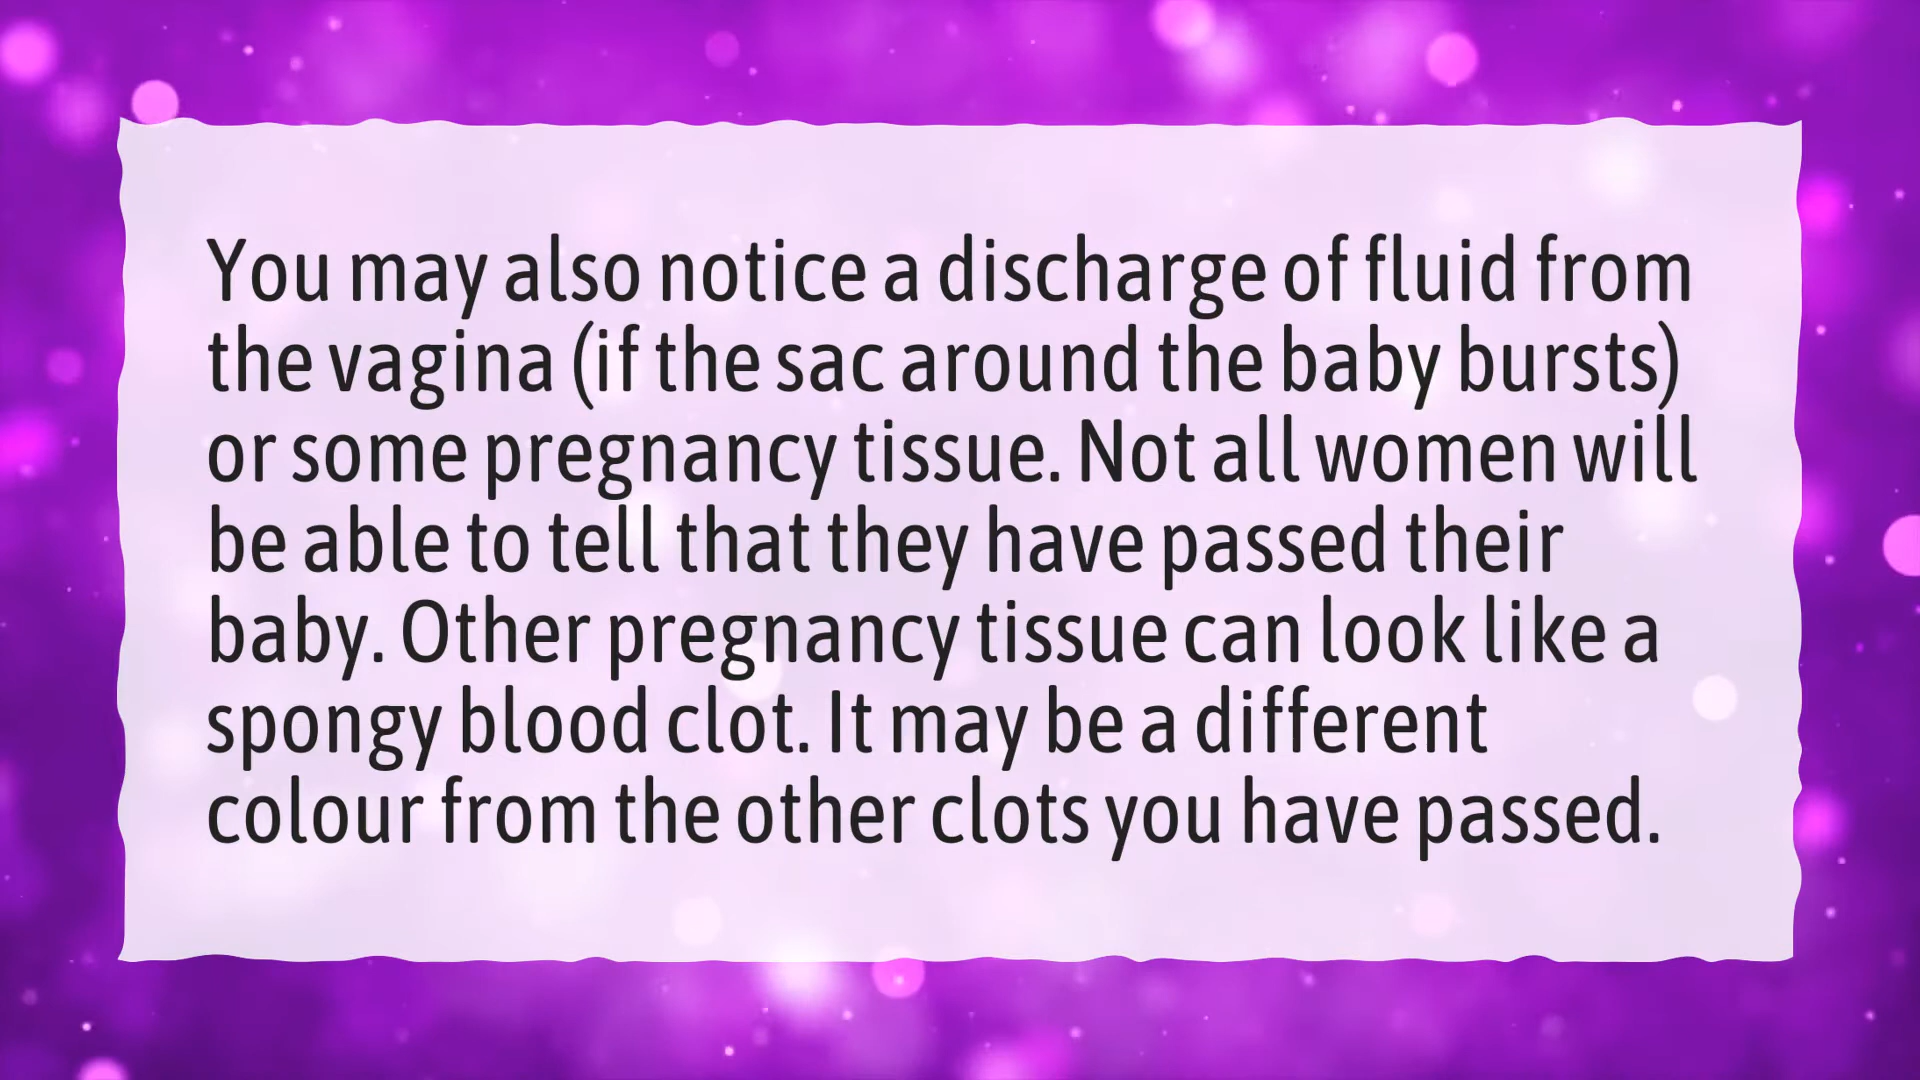 You may also notice a discharge of fluid from
the vagina (if the sac around the baby bursts)
or some pregnancy tissue. Not all women will
be able to tell that they have passed their
baby. Other pregnancy tissue can look like a
spongy blood clot. It may be a different
colour from the other clots you have passed.